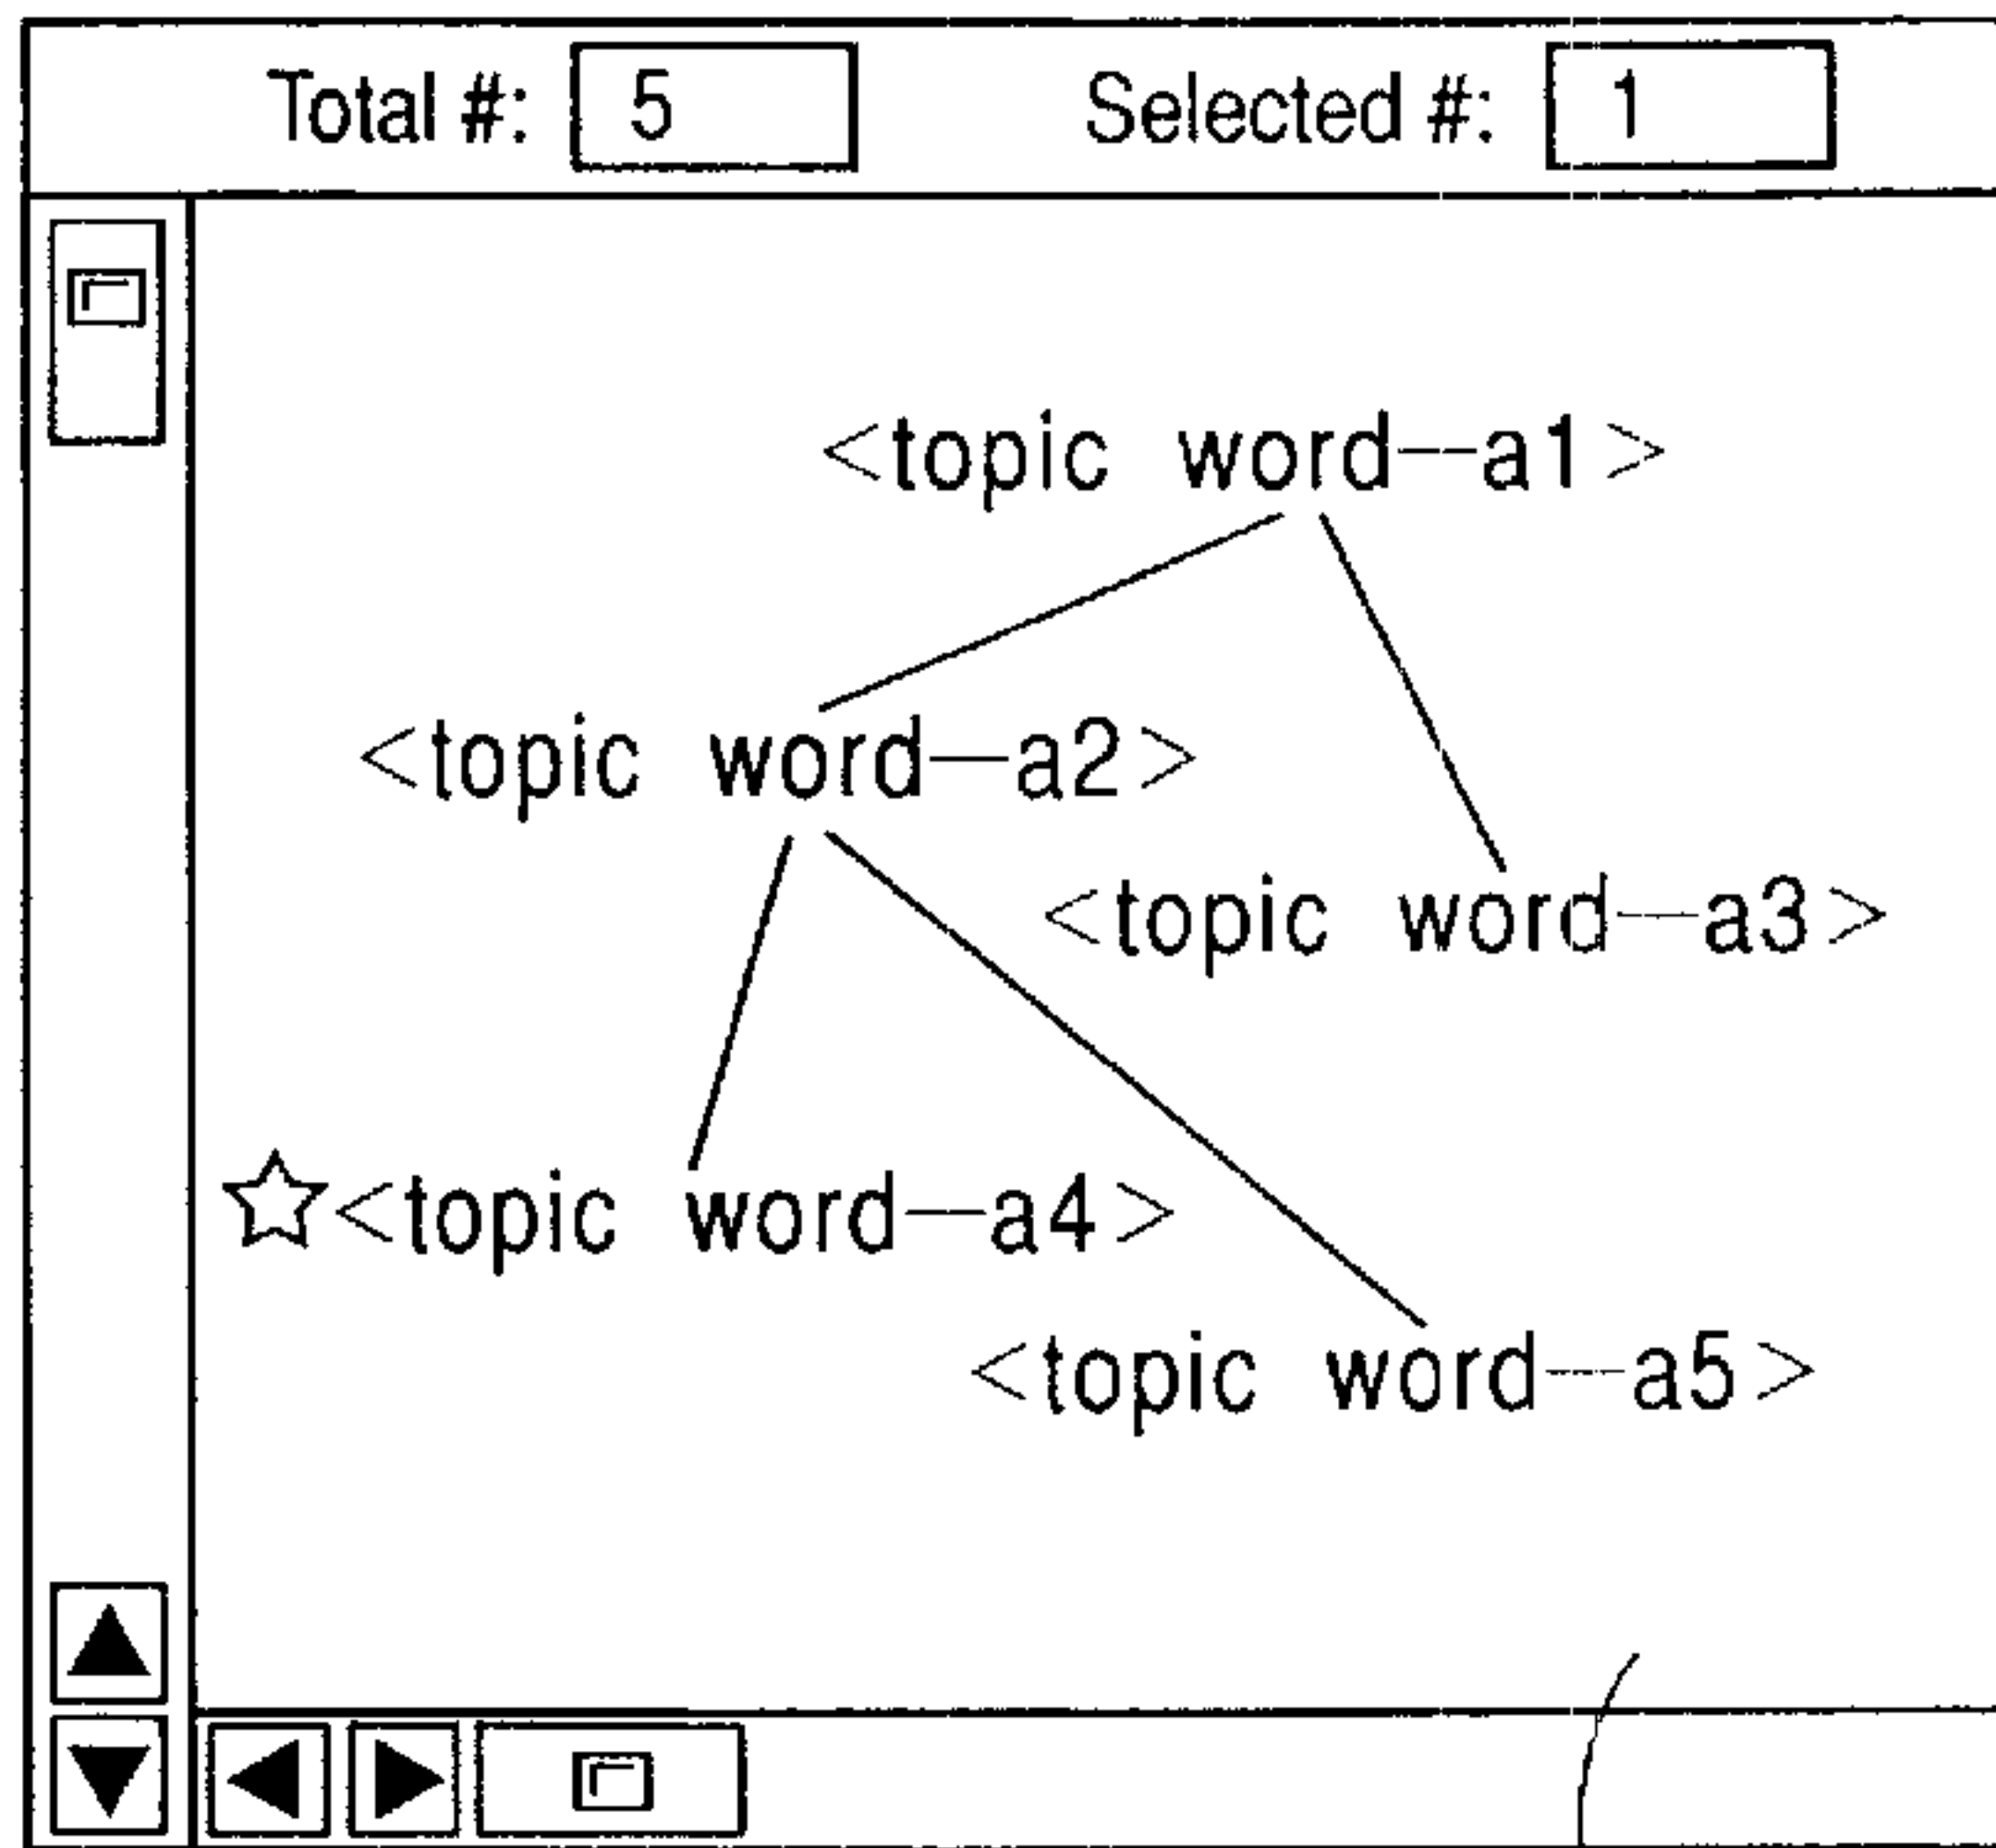 Total #: 5 Selected #: 1
<topic word—a1>
<topic word—a2>
<topic word—a3>
<topic word—a4>
<topic word—a5>